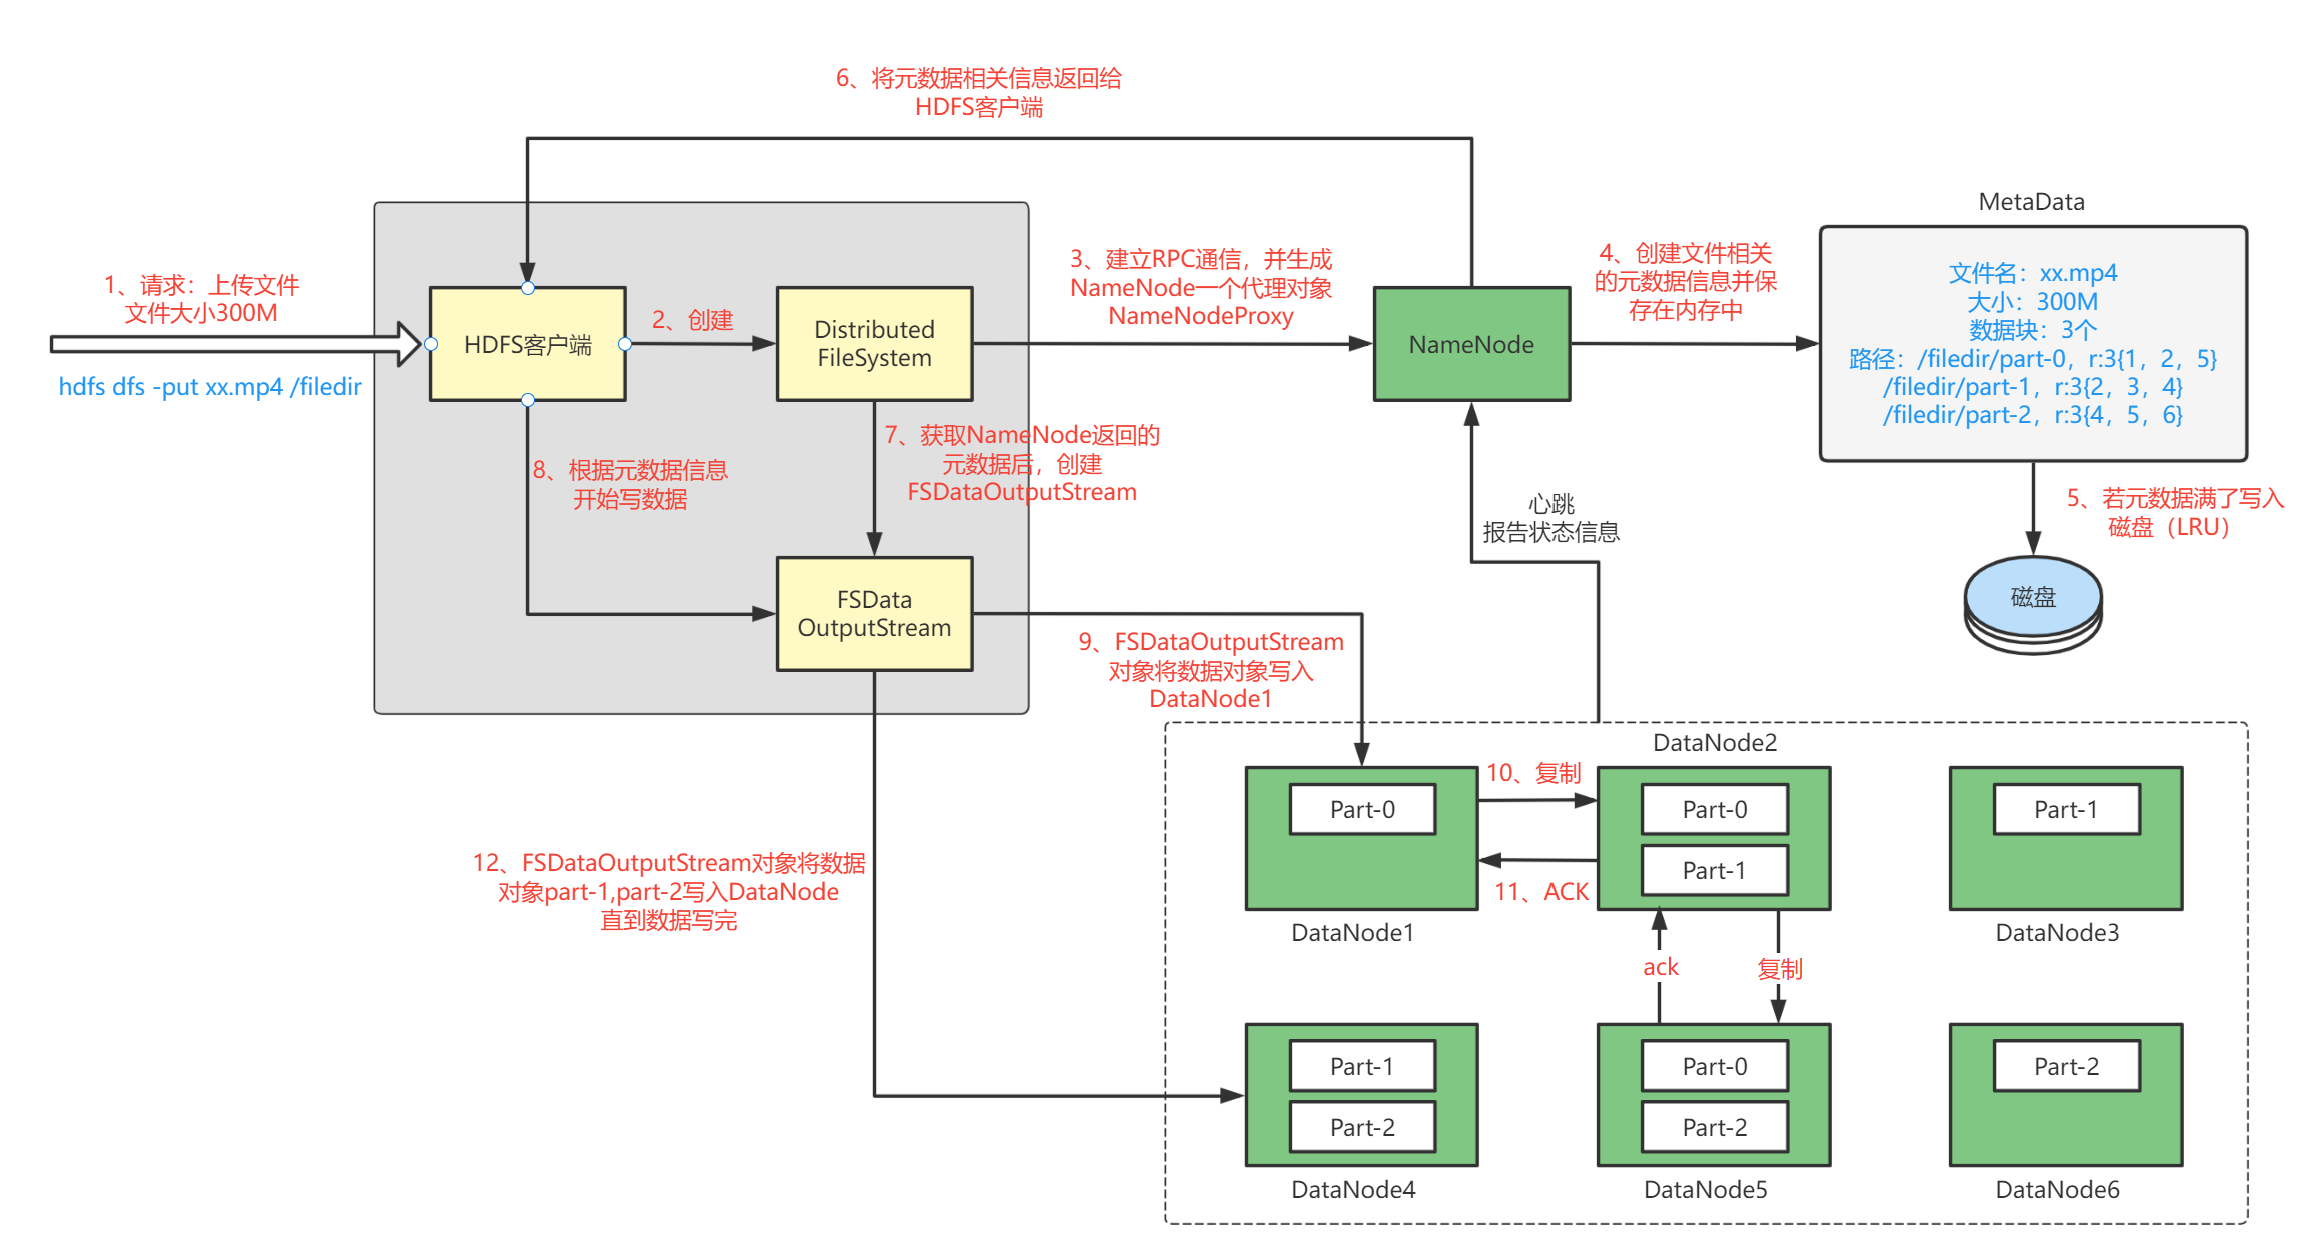 6、将元数据相关信息返回给
HDFS客户端
1、请求：上传文件
文件大小300M
hdfs dfs -put xx.mp4 /filedir
HDFS客户端
2、创建
Distributed
FileSystem
3、建立RPC通信，并生成
NameNode一个代理对象
NameNodeProxy
NameNode
4、创建文件相关
的元数据信息并保
存在内存中
MetaData
文件名：xx.mp4
大小：300M
数据块：3个
路径：/filedir/part-0，r:3{1，2，5}
/filedir/part-1，r:3{2，3，4}
/filedir/part-2，r:3{4，5，6}
5、若元数据满了写入
磁盘（LRU）
磁盘
7、获取NameNode返回的
元数据后，创建
FSDataOutputStream
8、根据元数据信息
开始写数据
FSData
OutputStream
心跳
报告状态信息
9、FSDataOutputStream
对象将数据对象写入
DataNode1
12、FSDataOutputStream对象将数据
对象part-1,part-2写入DataNode
直到数据写完
DataNode2
Part-0
10、复制
Part-0
Part-1
Part-1
11、ACK
DataNode1
DataNode3
ack
复制
Part-1
Part-2
Part-0
Part-2
Part-2
DataNode4
DataNode5
DataNode6